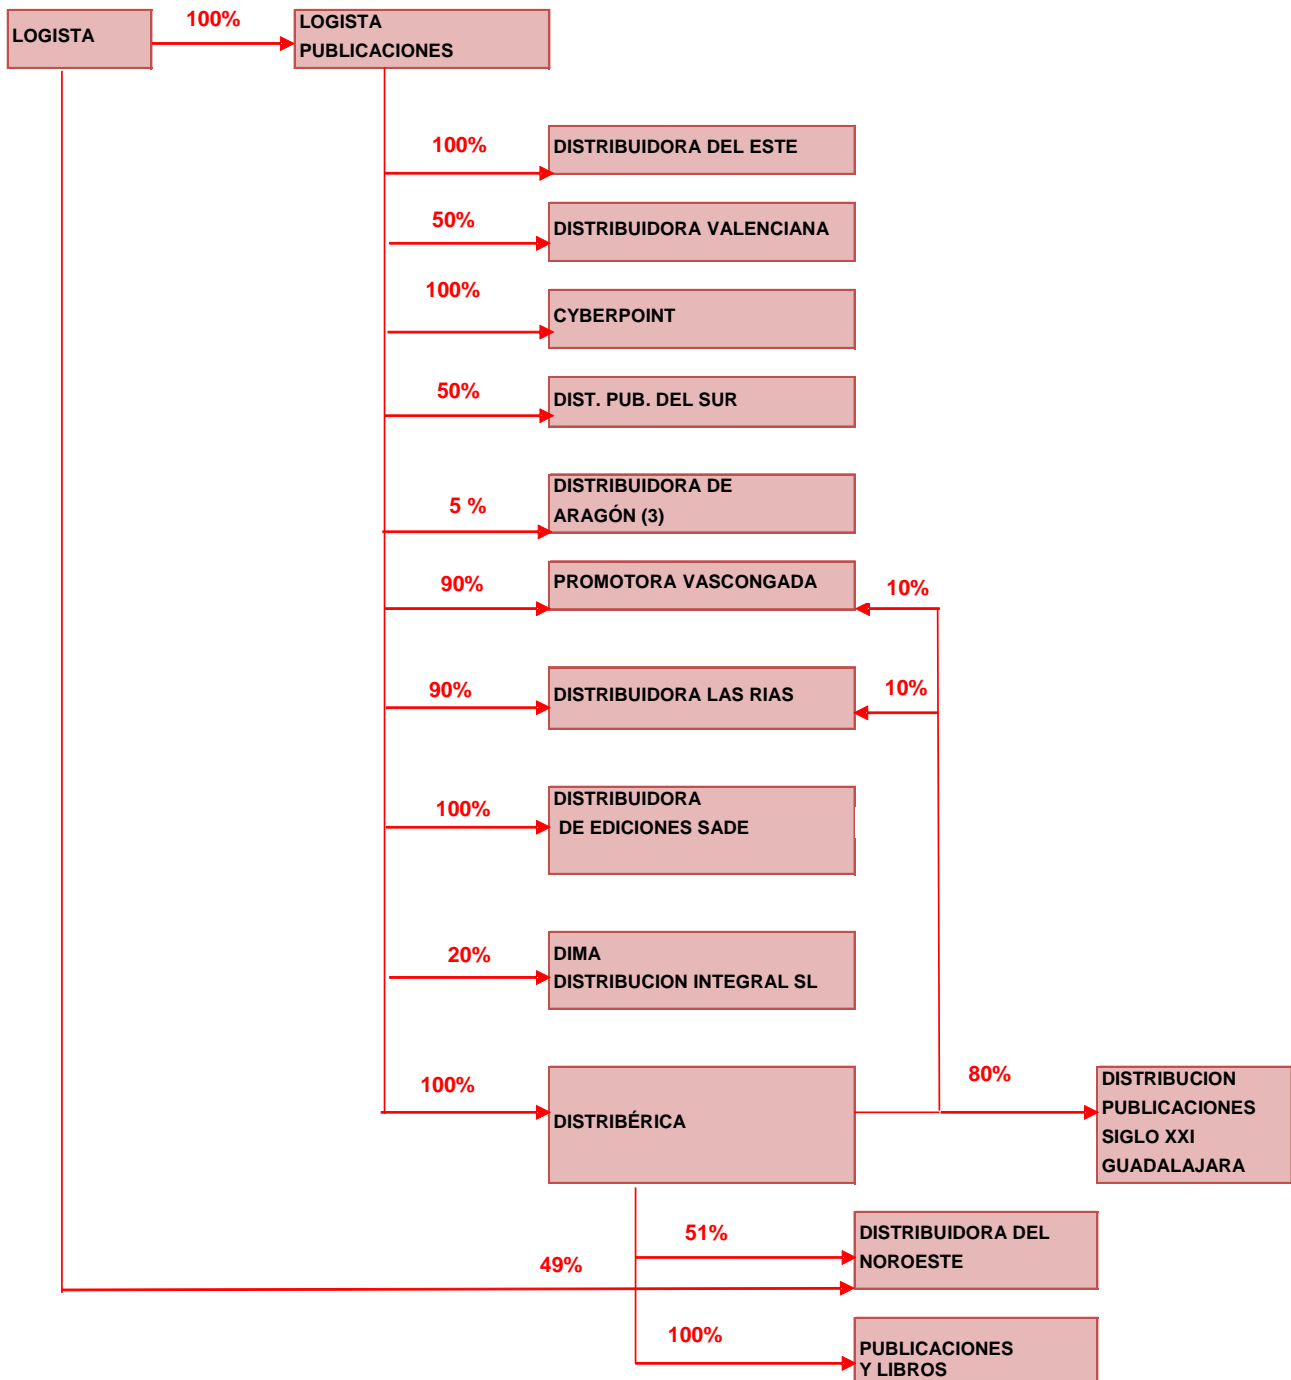 LOGISTA
100%
LOGISTA
PUBLICACIONES
100%
DISTRIBUIDORA DEL ESTE
50%
DISTRIBUIDORA VALENCIANA
100%
CYBERPOINT
50%
DIST. PUB. DEL SUR
5 %
DISTRIBUIDORA DE
ARAGÓN (3)
90%
PROMOTORA VASCONGADA
10%
90%
DISTRIBUIDORA LAS RIAS
10%
100%
DISTRIBUIDORA
DE EDICIONES SADE
20%
DIMA
DISTRIBUCION INTEGRAL SL
100%
DISTRIBÉRICA
80%
DISTRIBUCION
PUBLICACIONES
SIGLO XXI
GUADALAJARA
51%
DISTRIBUIDORA DEL
NOROESTE
49%
100%
PUBLICACIONES
Y LIBROS